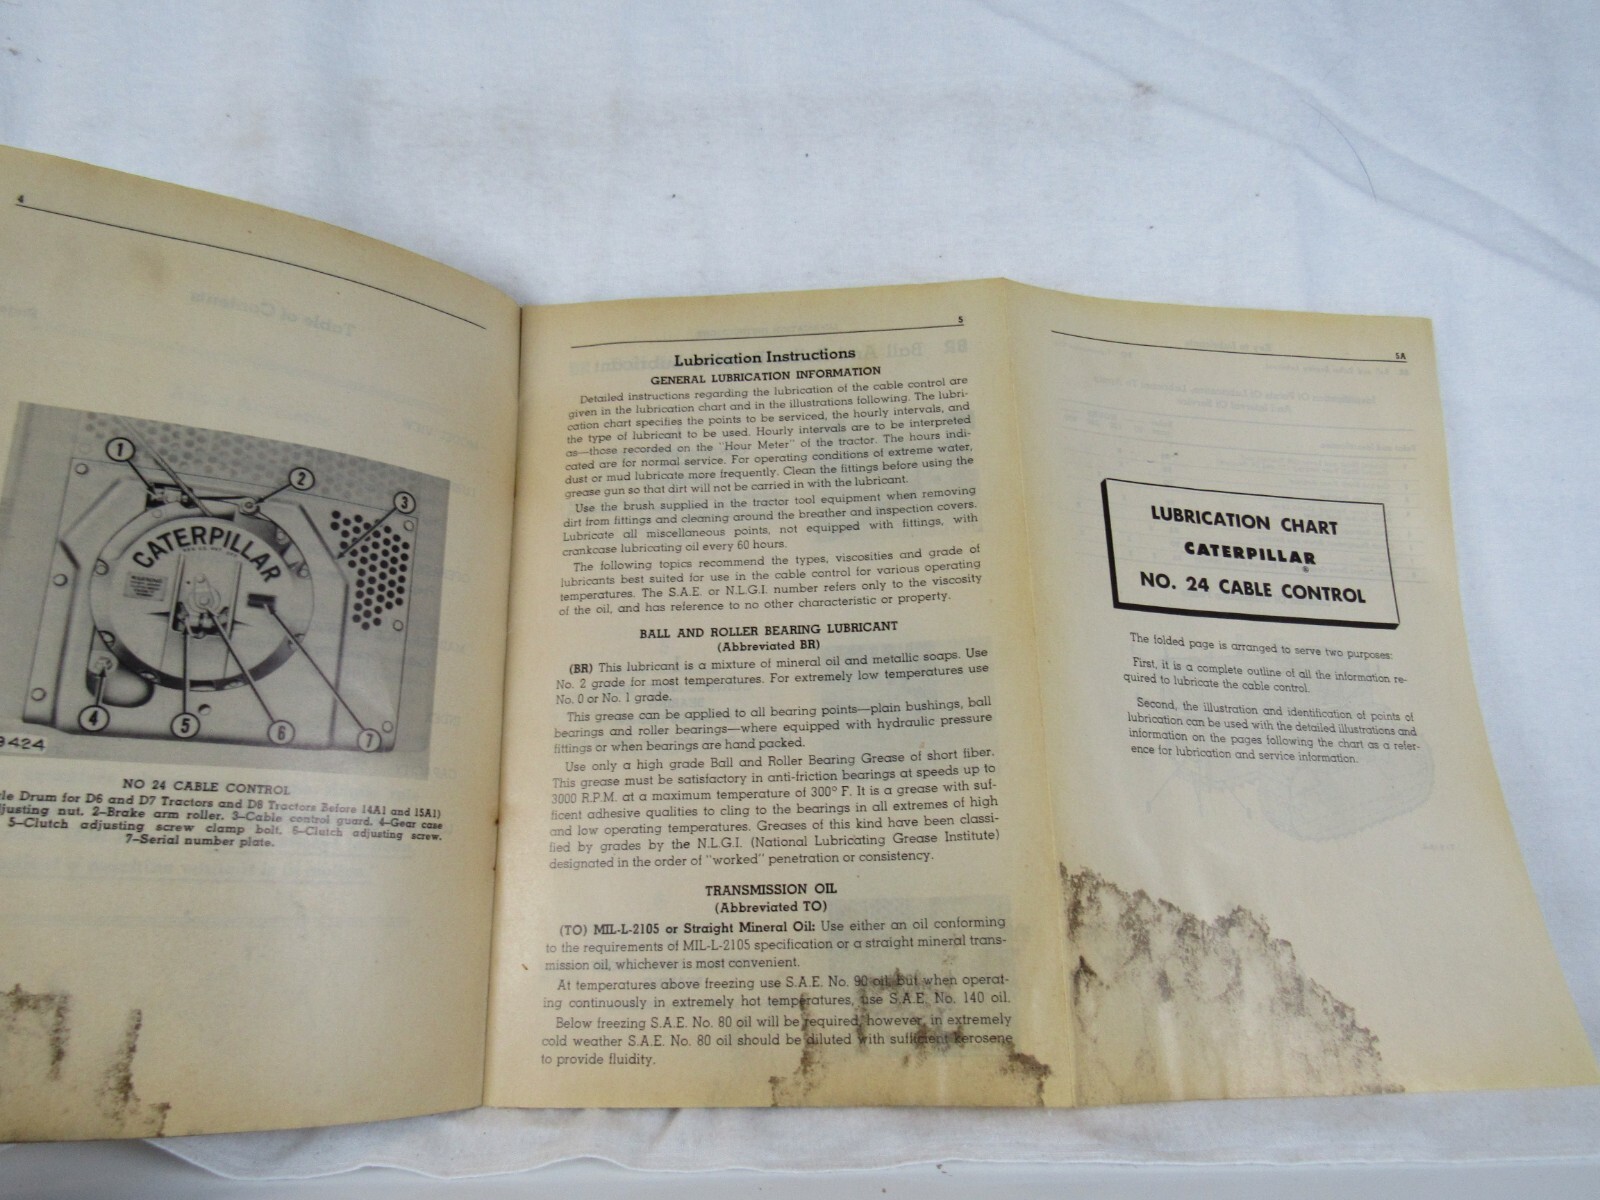 4
1
2
3
CATERPILLAR
4
5
6
7
9424
NO 24 CABLE CONTROL
le Drum for D6 and D7 Tractors and D8 Tractors Before 14A1 and 15A1)
justing nut. 2—Brake arm roller. 3—Cable control guard. 4—Gear case
5—Clutch adjusting screw clamp bolt. 6—Clutch adjusting screw.
7—Serial number plate.
5
Lubrication Instructions
GENERAL LUBRICATION INFORMATION
Detailed instructions regarding the lubrication of the cable control are
given in the lubrication chart and in the illustrations following. The lubri-
cation chart specifies the points to be serviced, the hourly intervals, and
the type of lubricant to be used. Hourly intervals are to be interpreted
as—those recorded on the "Hour Meter" of the tractor. The hours indi-
cated are for normal service. For operating conditions of extreme water,
dust or mud lubricate more frequently. Clean the fittings before using the
grease gun so that dirt will not be carried in with the lubricant.
Use the brush supplied in the tractor tool equipment when removing
dirt from fittings and cleaning around the breather and inspection covers.
Lubricate all miscellaneous points, not equipped with fittings, with
crankcase lubricating oil every 60 hours.
The following topics recommend the types, viscosities and grade of
lubricants best suited for use in the cable control for various operating
temperatures. The S.A.E. or N.L.G.I. number refers only to the viscosity
of the oil, and has reference to no other characteristic or property.
BALL AND ROLLER BEARING LUBRICANT
(Abbreviated BR)
(BR) This lubricant is a mixture of mineral oil and metallic soaps. Use
No. 2 grade for most temperatures. For extremely low temperatures use
No. 0 or No. 1 grade.
This grease can be applied to all bearing points—plain bushings, ball
bearings and roller bearings—where equipped with hydraulic pressure
fittings or when bearings are hand packed.
Use only a high grade Ball and Roller Bearing Grease of short fiber.
This grease must be satisfactory in anti-friction bearings at speeds up to
3000 R.P.M. at a maximum temperature of 300° F. It is a grease with suf-
ficent adhesive qualities to cling to the bearings in all extremes of high
and low operating temperatures. Greases of this kind have been classi-
fied by grades by the N.L.G.I. (National Lubricating Grease Institute)
designated in the order of "worked" penetration or consistency.
TRANSMISSION OIL
(Abbreviated TO)
(TO) MIL-L-2105 or Straight Mineral Oil: Use either an oil conforming
to the requirements of MIL-L-2105 specification or a straight mineral trans-
mission oil, whichever is most convenient.
At temperatures above freezing use S.A.E. No. 90 oil, but when operat-
ing continuously in extremely hot temperatures, use S.A.E. No. 140 oil.
Below freezing S.A.E. No. 80 oil will be required, however, in extremely
cold weather S.A.E. No. 80 oil should be diluted with sufficient kerosene
to provide fluidity.
5A
LUBRICATION CHART
CATERPILLAR
®
NO. 24 CABLE CONTROL
The folded page is arranged to serve two purposes:
First, it is a complete outline of all the information re-
quired to lubricate the cable control.
Second, the illustration and identification of points of
lubrication can be used with the detailed illustrations and
information on the pages following the chart as a refer-
ence for lubrication and service information.